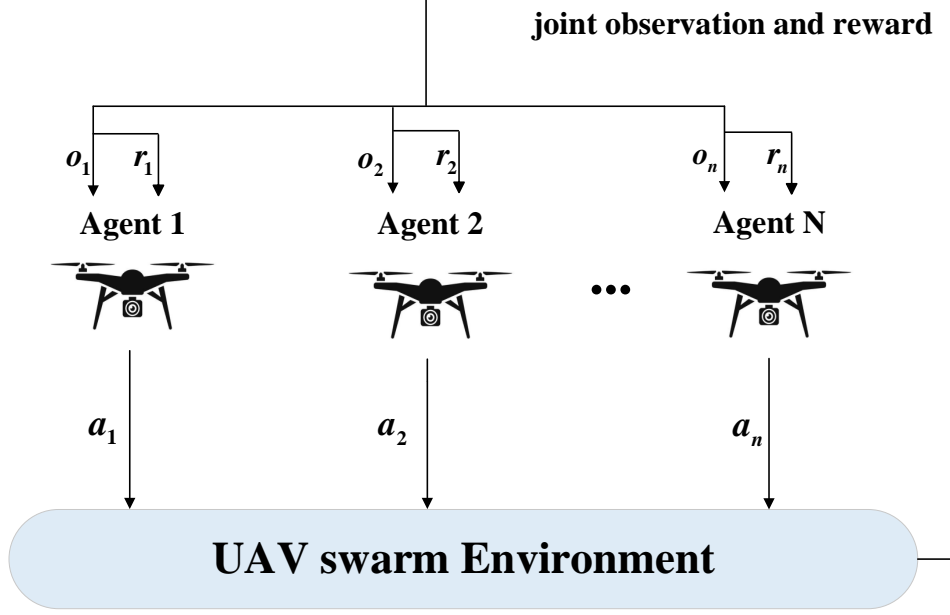 joint observation and reward
o₁ r₁ o₂ r₂ oₙ rₙ
Agent 1 Agent 2 Agent N
•••
a₁ a₂ aₙ
UAV swarm Environment